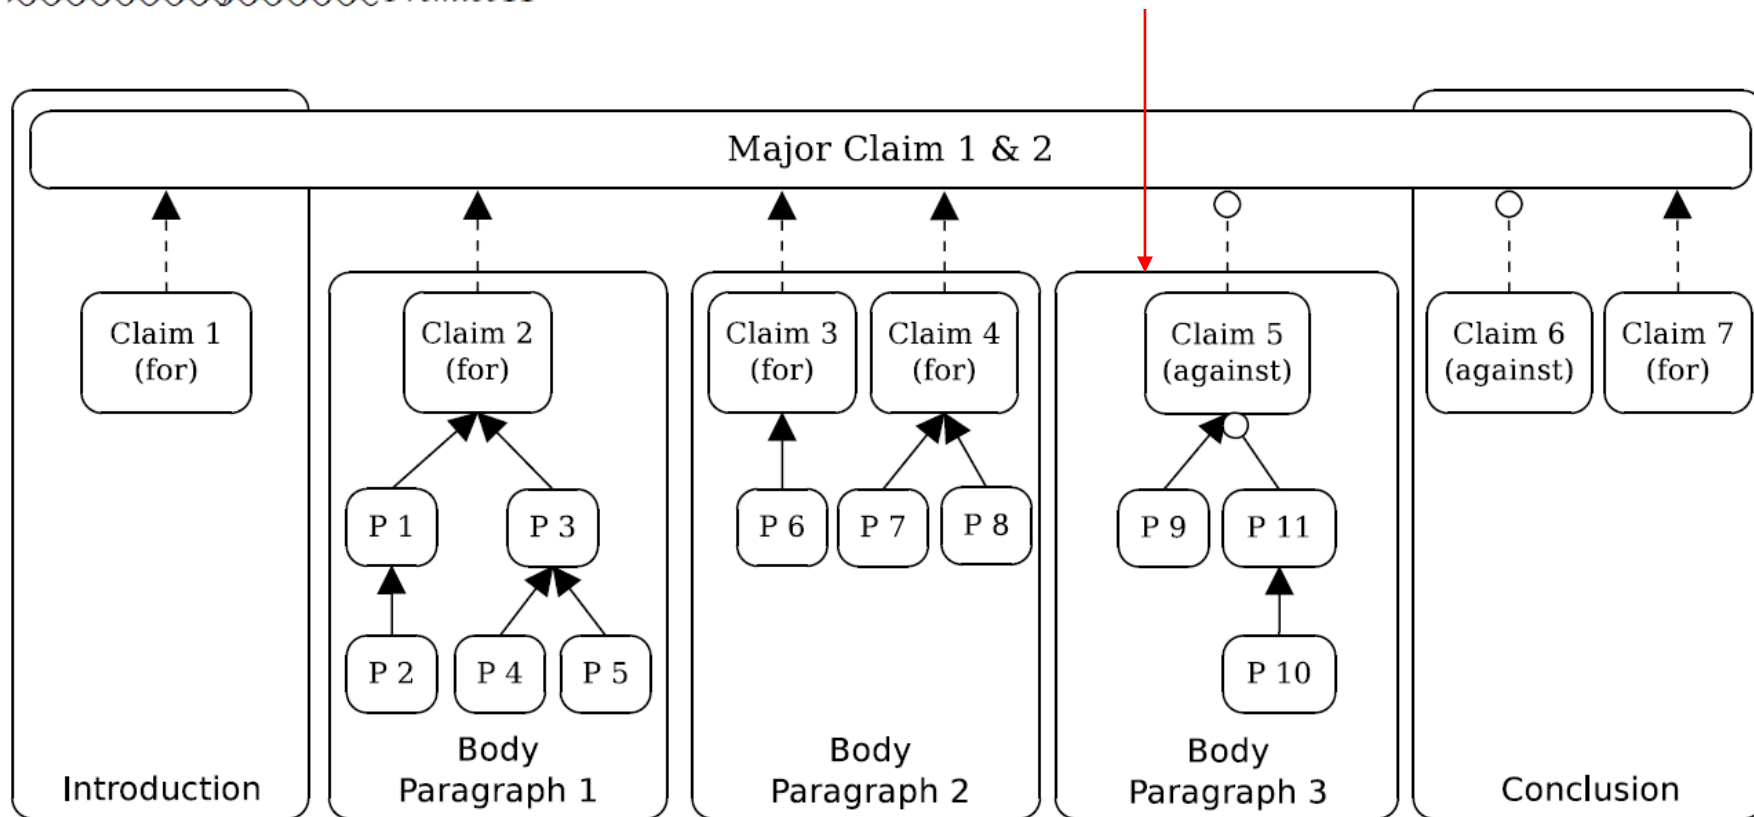 Major Claim 1 & 2
Claim 1
(for)
Claim 2
(for)
Claim 3
(for)
Claim 4
(for)
Claim 5
(against)
Claim 6
(against)
Claim 7
(for)
P 1
P 3
P 6
P 7
P 8
P 9
P 11
P 2
P 4
P 5
P 10
Introduction
Body
Paragraph 1
Body
Paragraph 2
Body
Paragraph 3
Conclusion